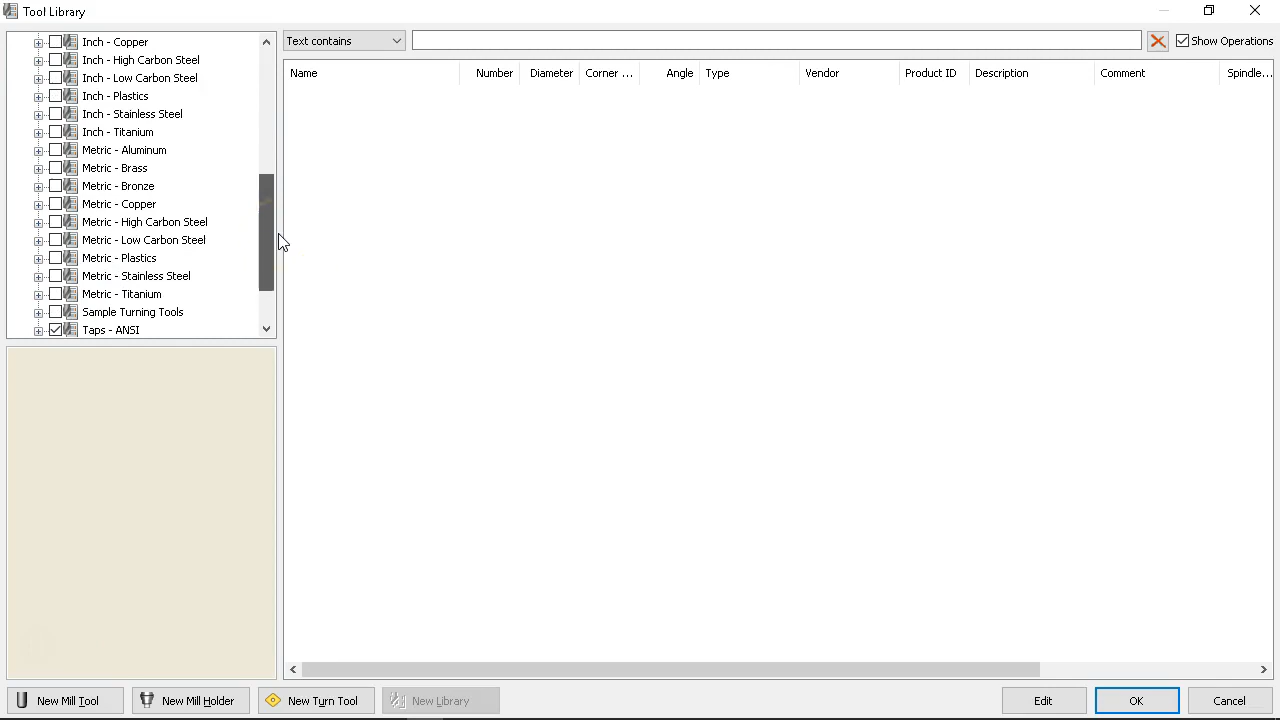 Tool Library
Inch - Copper
Inch - High Carbon Steel
Inch - Low Carbon Steel
Inch - Plastics
Inch - Stainless Steel
Inch - Titanium
Metric - Aluminum
Metric - Brass
Metric - Bronze
Metric - Copper
Metric - High Carbon Steel
Metric - Low Carbon Steel
Metric - Plastics
Metric - Stainless Steel
Metric - Titanium
Sample Turning Tools
Taps - ANSI
Text contains
Show Operations
Name Number Diameter Corner ... Angle Type Vendor Product ID Description Comment Spindle...
New Mill Tool New Mill Holder New Turn Tool New Library Edit OK Cancel